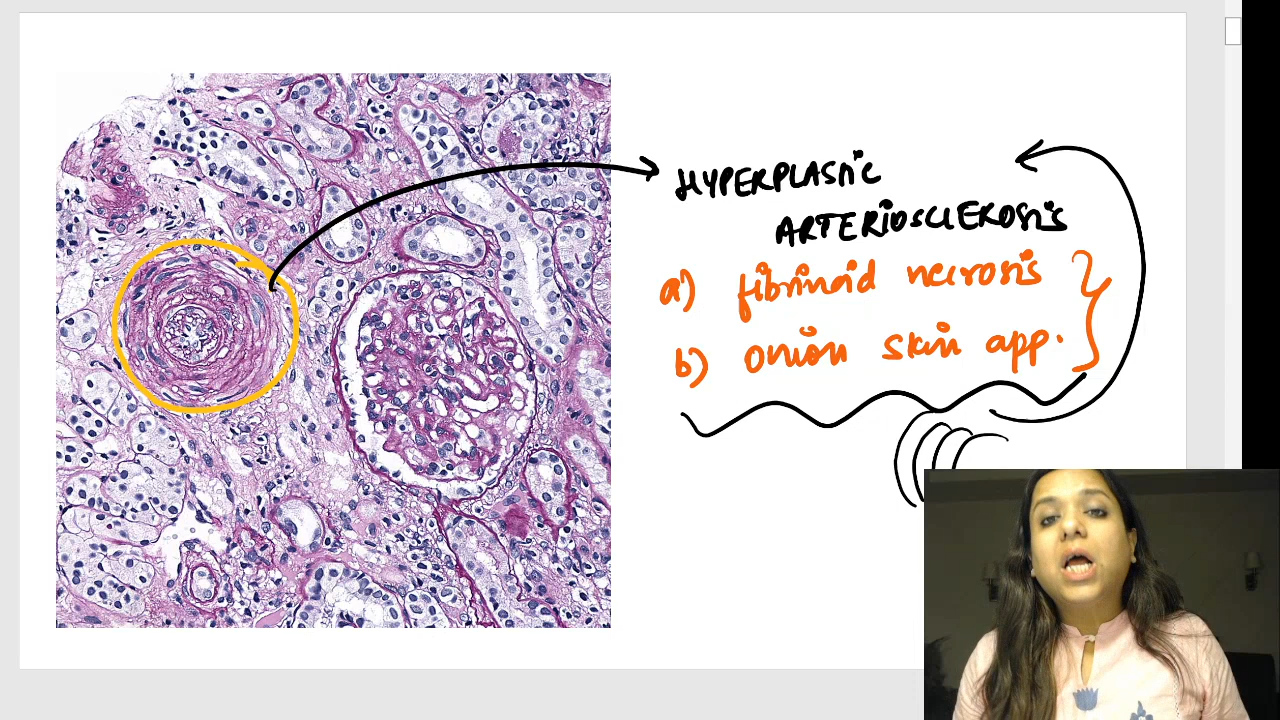 HYPERPLASTIC
ARTERIOSCLEROSIS
a) fibrinoid necrosis
b) Onion skin app.